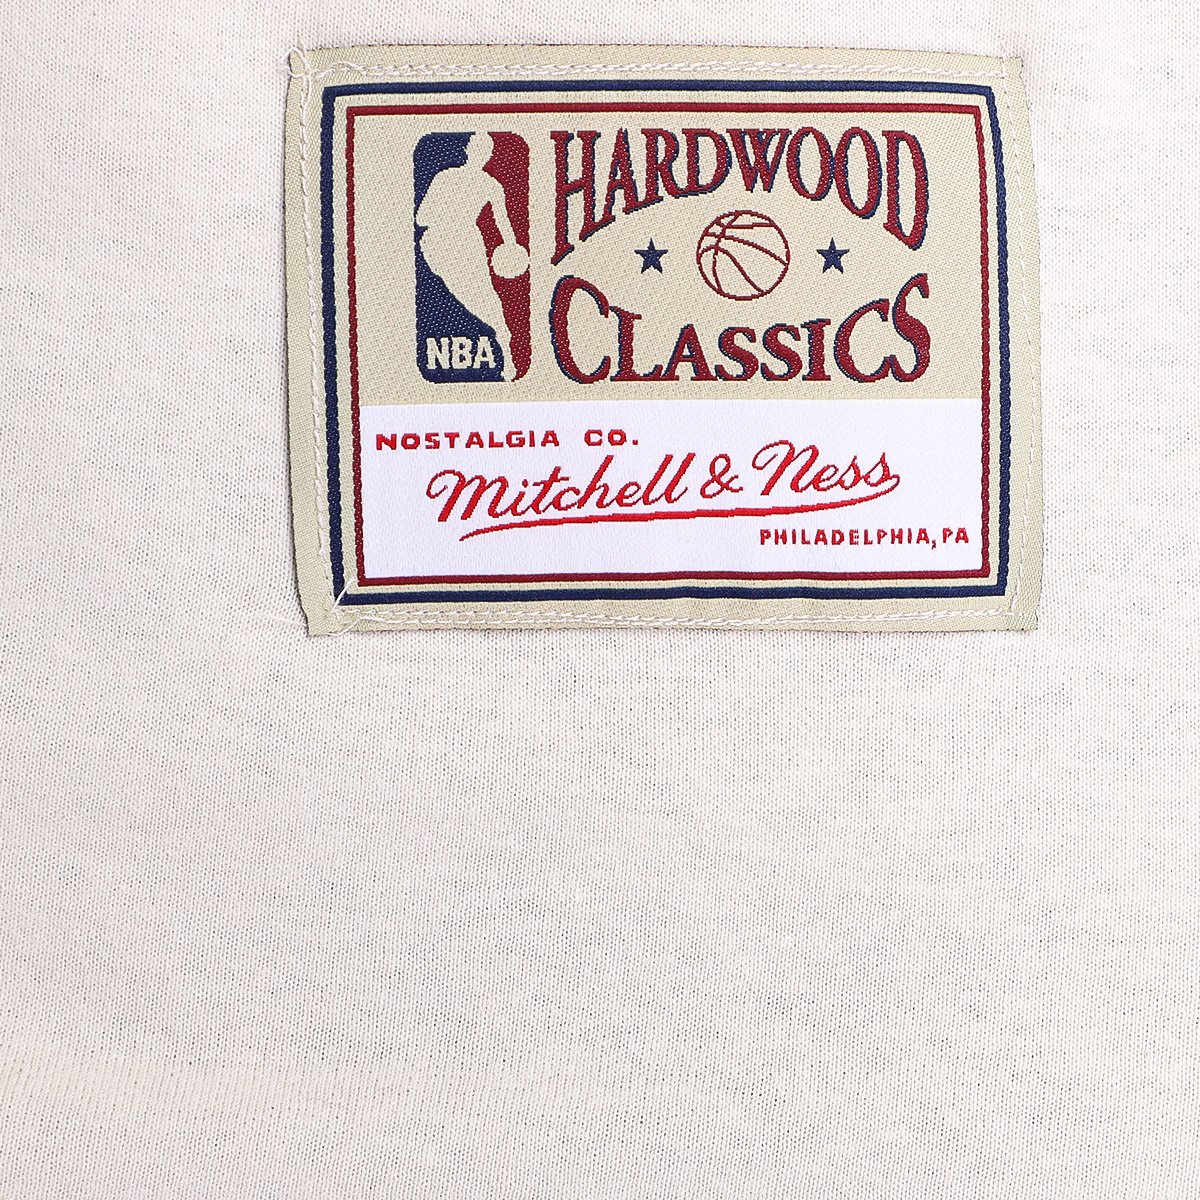 HARDWOOD
CLASSICS
NBA
NOSTALGIA CO.
Mitchell & Ness
PHILADELPHIA, PA